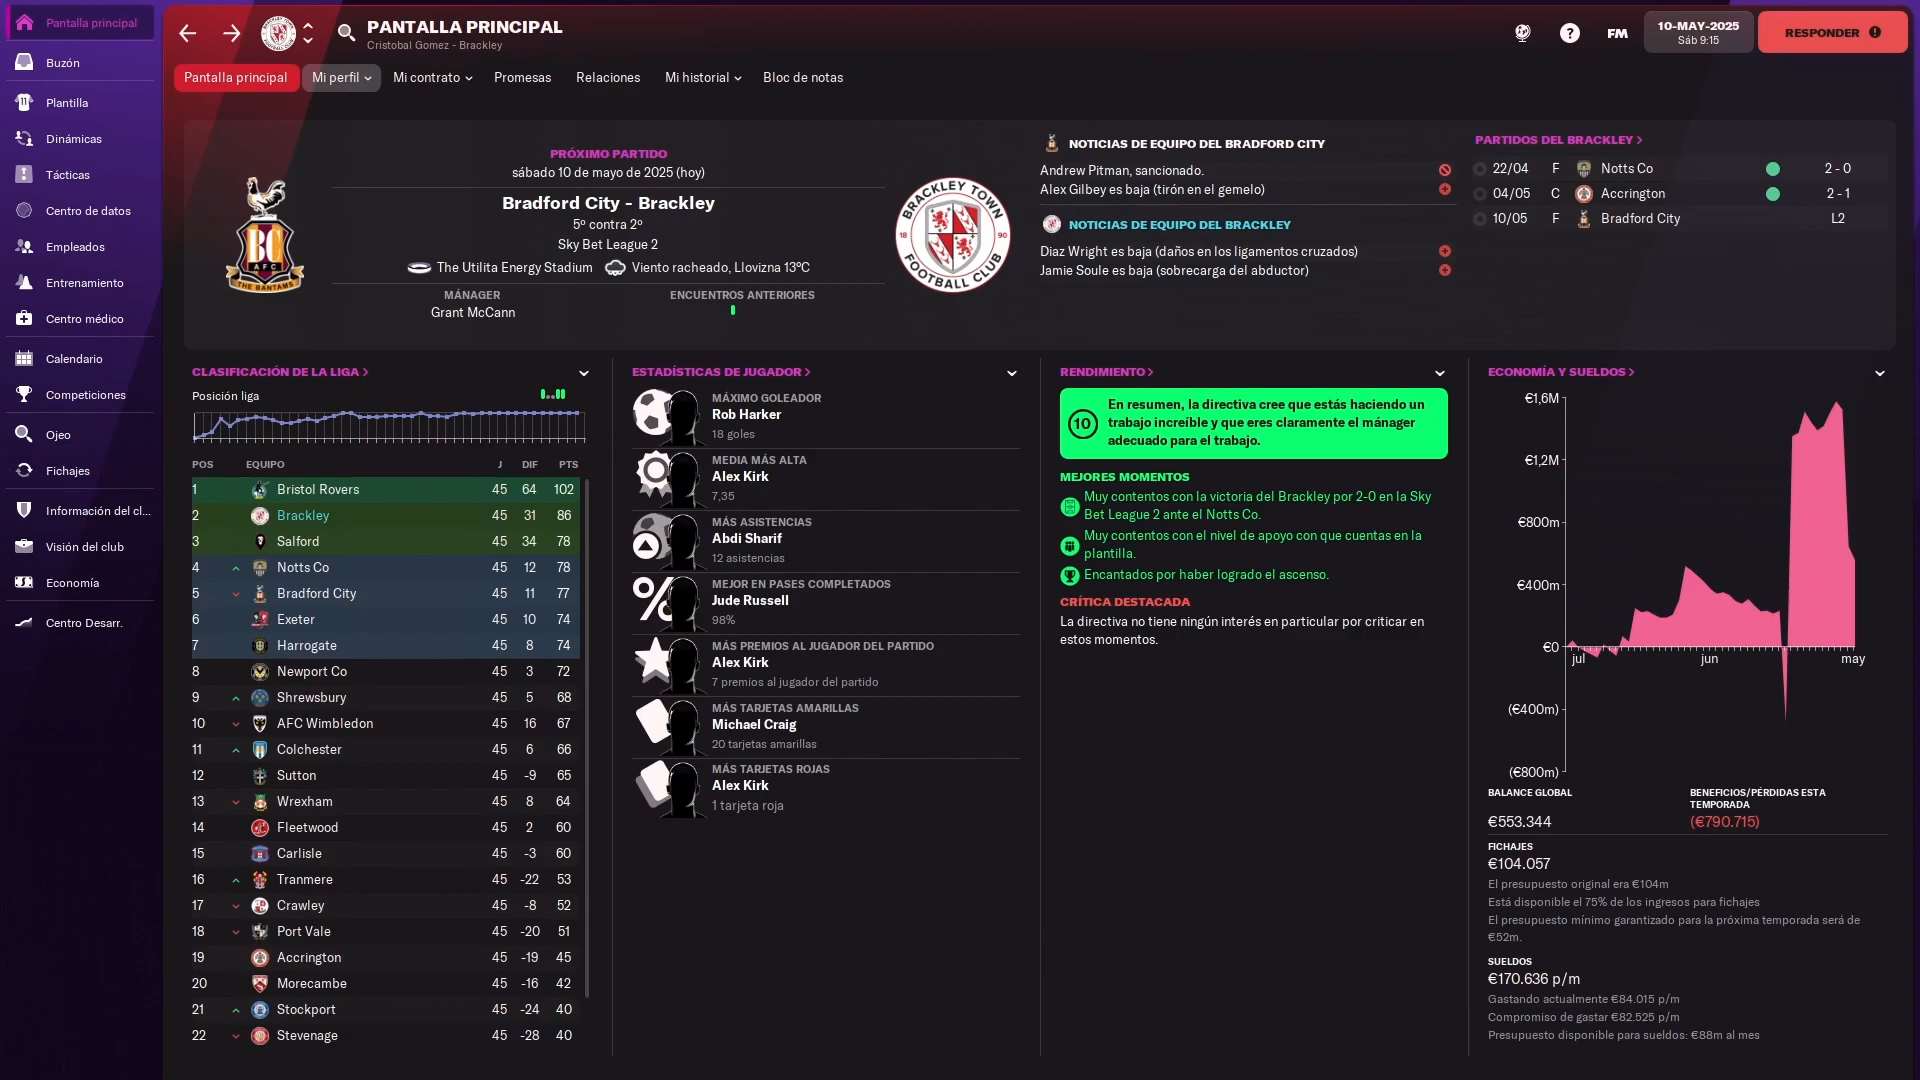 Pantalla principal
Buzón
Plantilla
Dinámicas
Tácticas
Centro de datos
Empleados
Entrenamiento
Centro médico
Calendario
Competiciones
Ojeo
Fichajes
Información del cl...
Visión del club
Economía
Centro Desarr.
PANTALLA PRINCIPAL
Cristobal Gomez - Brackley
FM
10-MAY-2025
Sáb 9:15
RESPONDER
Pantalla principal Mi perfil Mi contrato Promesas Relaciones Mi historial Bloc de notas
BC
AFC
THE BANTAMS
PRÓXIMO PARTIDO
sábado 10 de mayo de 2025 (hoy)
Bradford City - Brackley
5º contra 2º
Sky Bet League 2
The Utilita Energy Stadium Viento racheado, Llovizna 13ºC
MÁNAGER
Grant McCann
ENCUENTROS ANTERIORES
BRACKLEY TOWN
18 90
FOOTBALL CLUB
NOTICIAS DE EQUIPO DEL BRADFORD CITY
Andrew Pitman, sancionado.
Alex Gilbey es baja (tirón en el gemelo)
NOTICIAS DE EQUIPO DEL BRACKLEY
Diaz Wright es baja (daños en los ligamentos cruzados)
Jamie Soule es baja (sobrecarga del abductor)
PARTIDOS DEL BRACKLEY
22/04 F Notts Co 2 - 0
04/05 C Accrington 2 - 1
10/05 F Bradford City L2
CLASIFICACIÓN DE LA LIGA
Posición liga
POS EQUIPO J DIF PTS
1 Bristol Rovers 45 64 102
2 Brackley 45 31 86
3 Salford 45 34 78
4 Notts Co 45 12 78
5 Bradford City 45 11 77
6 Exeter 45 10 74
7 Harrogate 45 8 74
8 Newport Co 45 3 72
9 Shrewsbury 45 5 68
10 AFC Wimbledon 45 16 67
11 Colchester 45 6 66
12 Sutton 45 -9 65
13 Wrexham 45 8 64
14 Fleetwood 45 2 60
15 Carlisle 45 -3 60
16 Tranmere 45 -22 53
17 Crawley 45 -8 52
18 Port Vale 45 -20 51
19 Accrington 45 -19 45
20 Morecambe 45 -16 42
21 Stockport 45 -24 40
22 Stevenage 45 -28 40
ESTADÍSTICAS DE JUGADOR
MÁXIMO GOLEADOR
Rob Harker
18 goles
MEDIA MÁS ALTA
Alex Kirk
7,35
MÁS ASISTENCIAS
Abdi Sharif
12 asistencias
MEJOR EN PASES COMPLETADOS
Jude Russell
98%
MÁS PREMIOS AL JUGADOR DEL PARTIDO
Alex Kirk
7 premios al jugador del partido
MÁS TARJETAS AMARILLAS
Michael Craig
20 tarjetas amarillas
MÁS TARJETAS ROJAS
Alex Kirk
1 tarjeta roja
RENDIMIENTO
10
En resumen, la directiva cree que estás haciendo un
trabajo increíble y que eres claramente el mánager
adecuado para el trabajo.
MEJORES MOMENTOS
Muy contentos con la victoria del Brackley por 2-0 en la Sky
Bet League 2 ante el Notts Co.
Muy contentos con el nivel de apoyo con que cuentas en la
plantilla.
Encantados por haber logrado el ascenso.
CRÍTICA DESTACADA
La directiva no tiene ningún interés en particular por criticar en
estos momentos.
ECONOMÍA Y SUELDOS
€1,6M
€1,2M
€800m
€400m
€0
(€400m)
(€800m)
jul jun may
BALANCE GLOBAL
€553.344
BENEFICIOS/PÉRDIDAS ESTA
TEMPORADA
(€790.715)
FICHAJES
€104.057
El presupuesto original era €104m
Está disponible el 75% de los ingresos para fichajes
El presupuesto mínimo garantizado para la próxima temporada será de
€52m.
SUELDOS
€170.636 p/m
Gastando actualmente €84.015 p/m
Compromiso de gastar €82.525 p/m
Presupuesto disponible para sueldos: €88m al mes